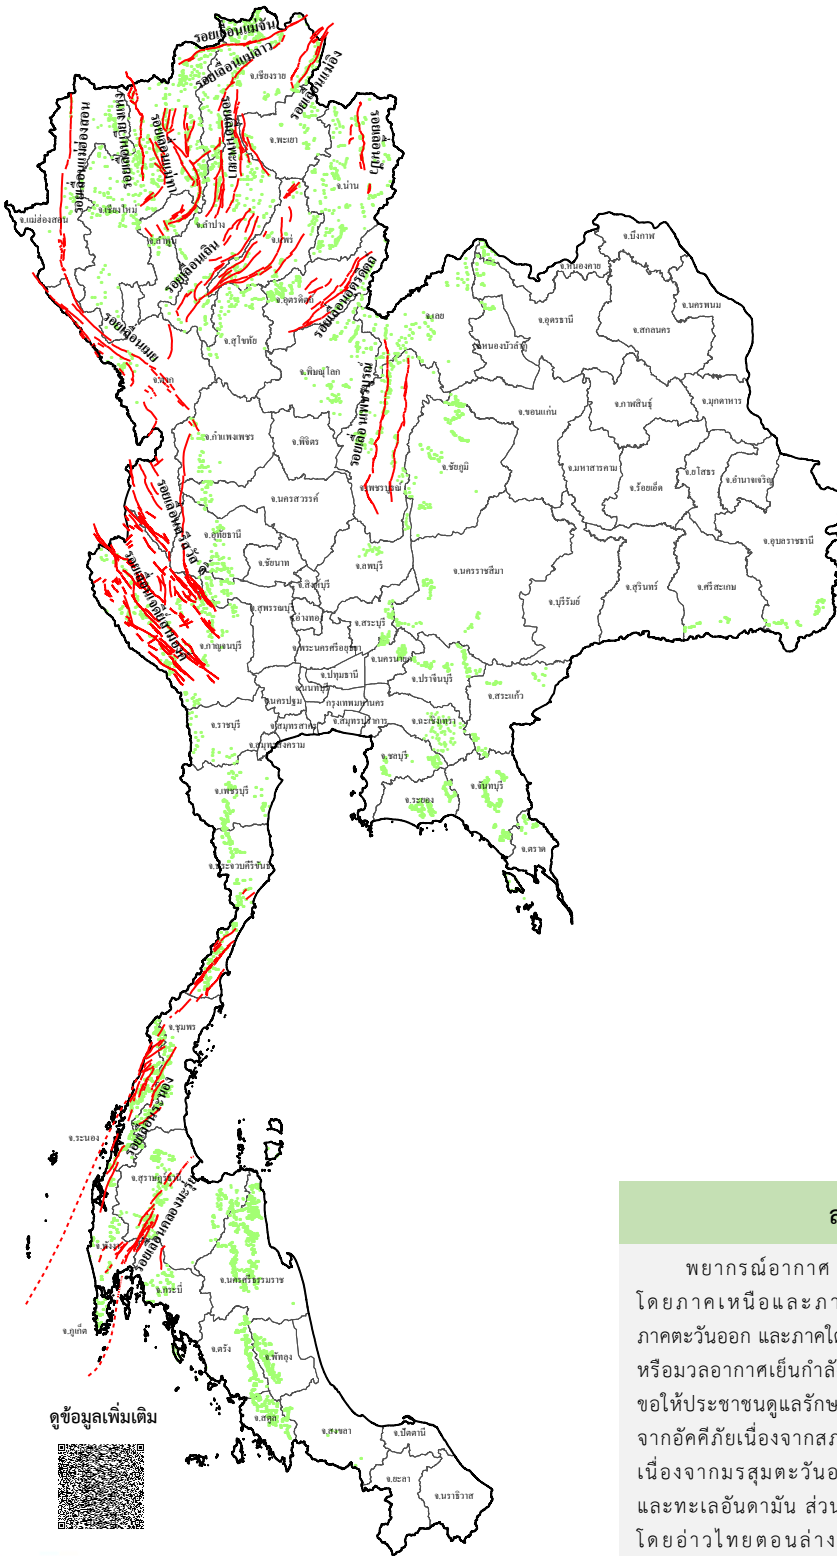 รอยเลื่อนแม่จัน
รอยเลื่อนแม่ลาว
จ.เชียงราย
รอยเลื่อนแม่อิง
รอยเลื่อนพะเยา
รอยเลื่อนแม่ทา
รอยเลื่อนปัว
จ.พะเยา
จ.น่าน
จ.แม่ฮ่องสอน
จ.เชียงใหม่
จ.ลำพูน
จ.ลำปาง
จ.แพร่
รอยเลื่อนเถิน
จ.อุตรดิตถ์
รอยเลื่อนอุตรดิตถ์
รอยเลื่อนเมย
จ.ตาก
จ.สุโขทัย
จ.พิษณุโลก
รอยเลื่อนเพชรบูรณ์
จ.เลย
จ.หนองบัวลำภู
จ.อุดรธานี
จ.หนองคาย
จ.บึงกาฬ
จ.นครพนม
จ.สกลนคร
จ.มุกดาหาร
จ.กาฬสินธุ์
จ.ขอนแก่น
จ.ชัยภูมิ
จ.มหาสารคาม
จ.ร้อยเอ็ด
จ.ยโสธร
จ.อำนาจเจริญ
จ.อุบลราชธานี
จ.ศรีสะเกษ
จ.สุรินทร์
จ.บุรีรัมย์
จ.นครราชสีมา
จ.กำแพงเพชร
จ.พิจิตร
จ.เพชรบูรณ์
จ.นครสวรรค์
จ.อุทัยธานี
จ.ชัยนาท
จ.ลพบุรี
จ.สิงห์บุรี
จ.สุพรรณบุรี
จ.อ่างทอง
จ.สระบุรี
จ.พระนครศรีอยุธยา
จ.นครนายก
จ.กาญจนบุรี
รอยเลื่อนเจดีย์สามองค์
จ.ปทุมธานี
จ.นนทบุรี
จ.ปราจีนบุรี
จ.สระแก้ว
จ.นครปฐม
กรุงเทพมหานคร
จ.ราชบุรี
จ.สมุทรสาคร
จ.สมุทรปราการ
จ.ฉะเชิงเทรา
จ.สมุทรสงคราม
จ.ชลบุรี
จ.เพชรบุรี
จ.ระยอง
จ.จันทบุรี
จ.ตราด
จ.ประจวบคีรีขันธ์
จ.ชุมพร
รอยเลื่อนระนอง
จ.ระนอง
จ.สุราษฎร์ธานี
รอยเลื่อนคลองมะรุ่ย
จ.พังงา
จ.กระบี่
จ.นครศรีธรรมราช
จ.ภูเก็ต
จ.ตรัง
จ.พัทลุง
จ.สตูล
จ.สงขลา
จ.ปัตตานี
จ.ยะลา
จ.นราธิวาส
ดูข้อมูลเพิ่มเติม
พยากรณ์อากาศ
โดยภาคเหนือและภา
ภาคตะวันออก และภาคใต้
หรือมวลอากาศเย็นกำลั
ขอให้ประชาชนดูแลรักษ
จากอัคคีภัยเนื่องจากสภ
เนื่องจากมรสุมตะวันอ
และทะเลอันดามัน ส่วน
โดยอ่าวไทยตอนล่าง